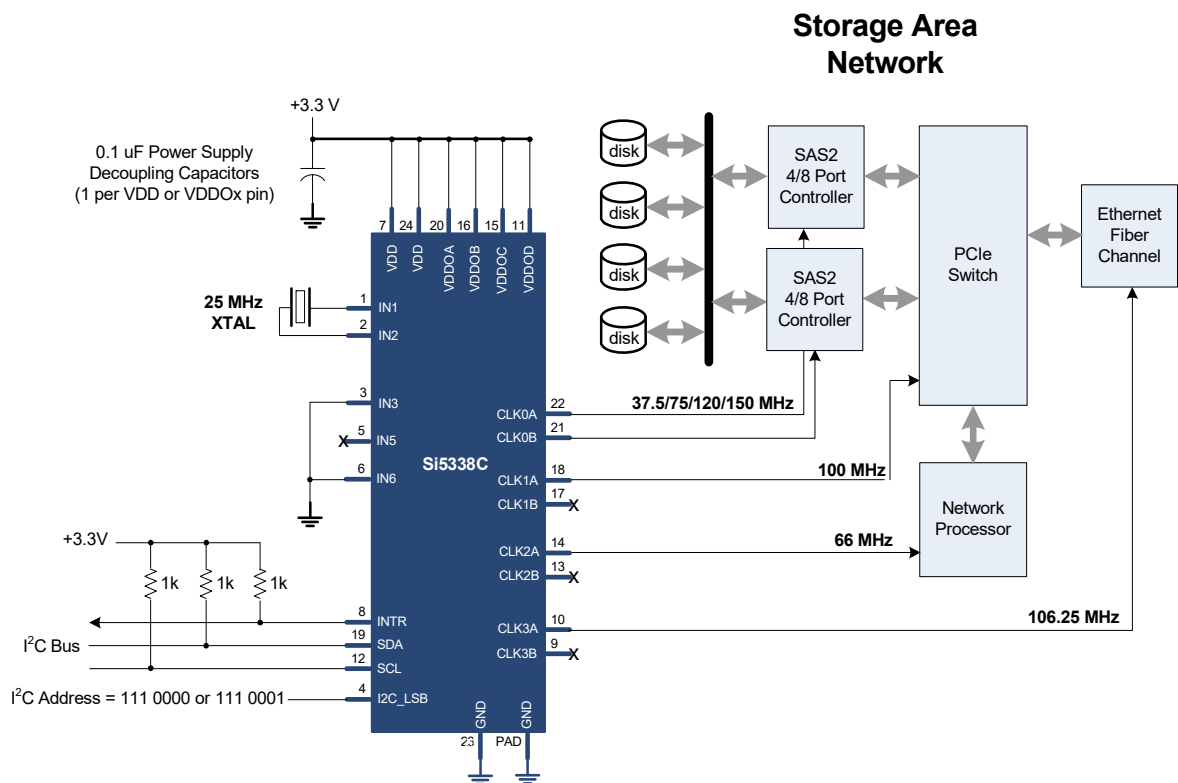 Storage Area
Network
+3.3 V
0.1 uF Power Supply
Decoupling Capacitors
(1 per VDD or VDDOx pin)
7
24
20
16
15
11
VDD
VDD
VDDOA
VDDOB
VDDOC
VDDOD
25 MHz
XTAL
1
IN1
2
IN2
3
IN3
5
X
IN5
6
IN6
Si5338C
+3.3V
1k
1k
1k
8
INTR
I²C Bus
19
SDA
12
SCL
I²C Address = 111 0000 or 111 0001
4
I2C_LSB
GND
GND
23
PAD
CLK0A
22
37.5/75/120/150 MHz
CLK0B
21
CLK1A
18
100 MHz
CLK1B
17
X
CLK2A
14
66 MHz
CLK2B
13
X
CLK3A
10
106.25 MHz
CLK3B
9
X
disk
disk
disk
disk
SAS2
4/8 Port
Controller
SAS2
4/8 Port
Controller
PCIe
Switch
Ethernet
Fiber
Channel
Network
Processor